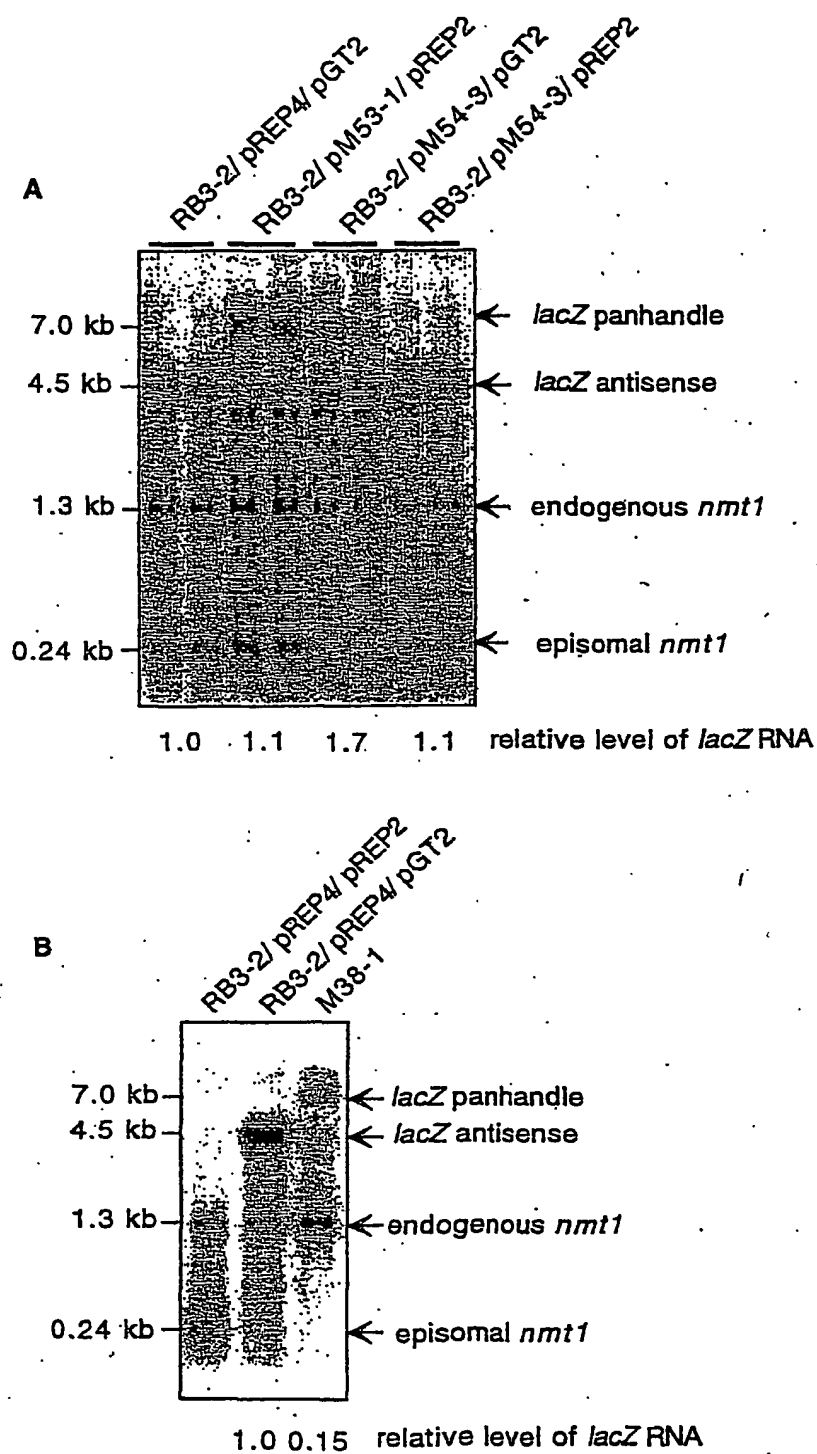 A
RB3-2/ pREP4/ pGT2
RB3-2/ pM53-1/ pREP2
RB3-2/ pM54-3/ pGT2
RB3-2/ pM54-3/ pREP2
7.0 kb
lacZ panhandle
4.5 kb
lacZ antisense
1.3 kb
endogenous nmt1
0.24 kb
episomal nmt1
1.0 1.1 1.7 1.1 relative level of lacZ RNA
B
RB3-2/ pREP4/ pREP2
RB3-2/ pREP4/ pGT2
M38-1
7.0 kb
lacZ panhandle
4.5 kb
lacZ antisense
1.3 kb
endogenous nmt1
0.24 kb
episomal nmt1
1.0 0.15 relative level of lacZ RNA